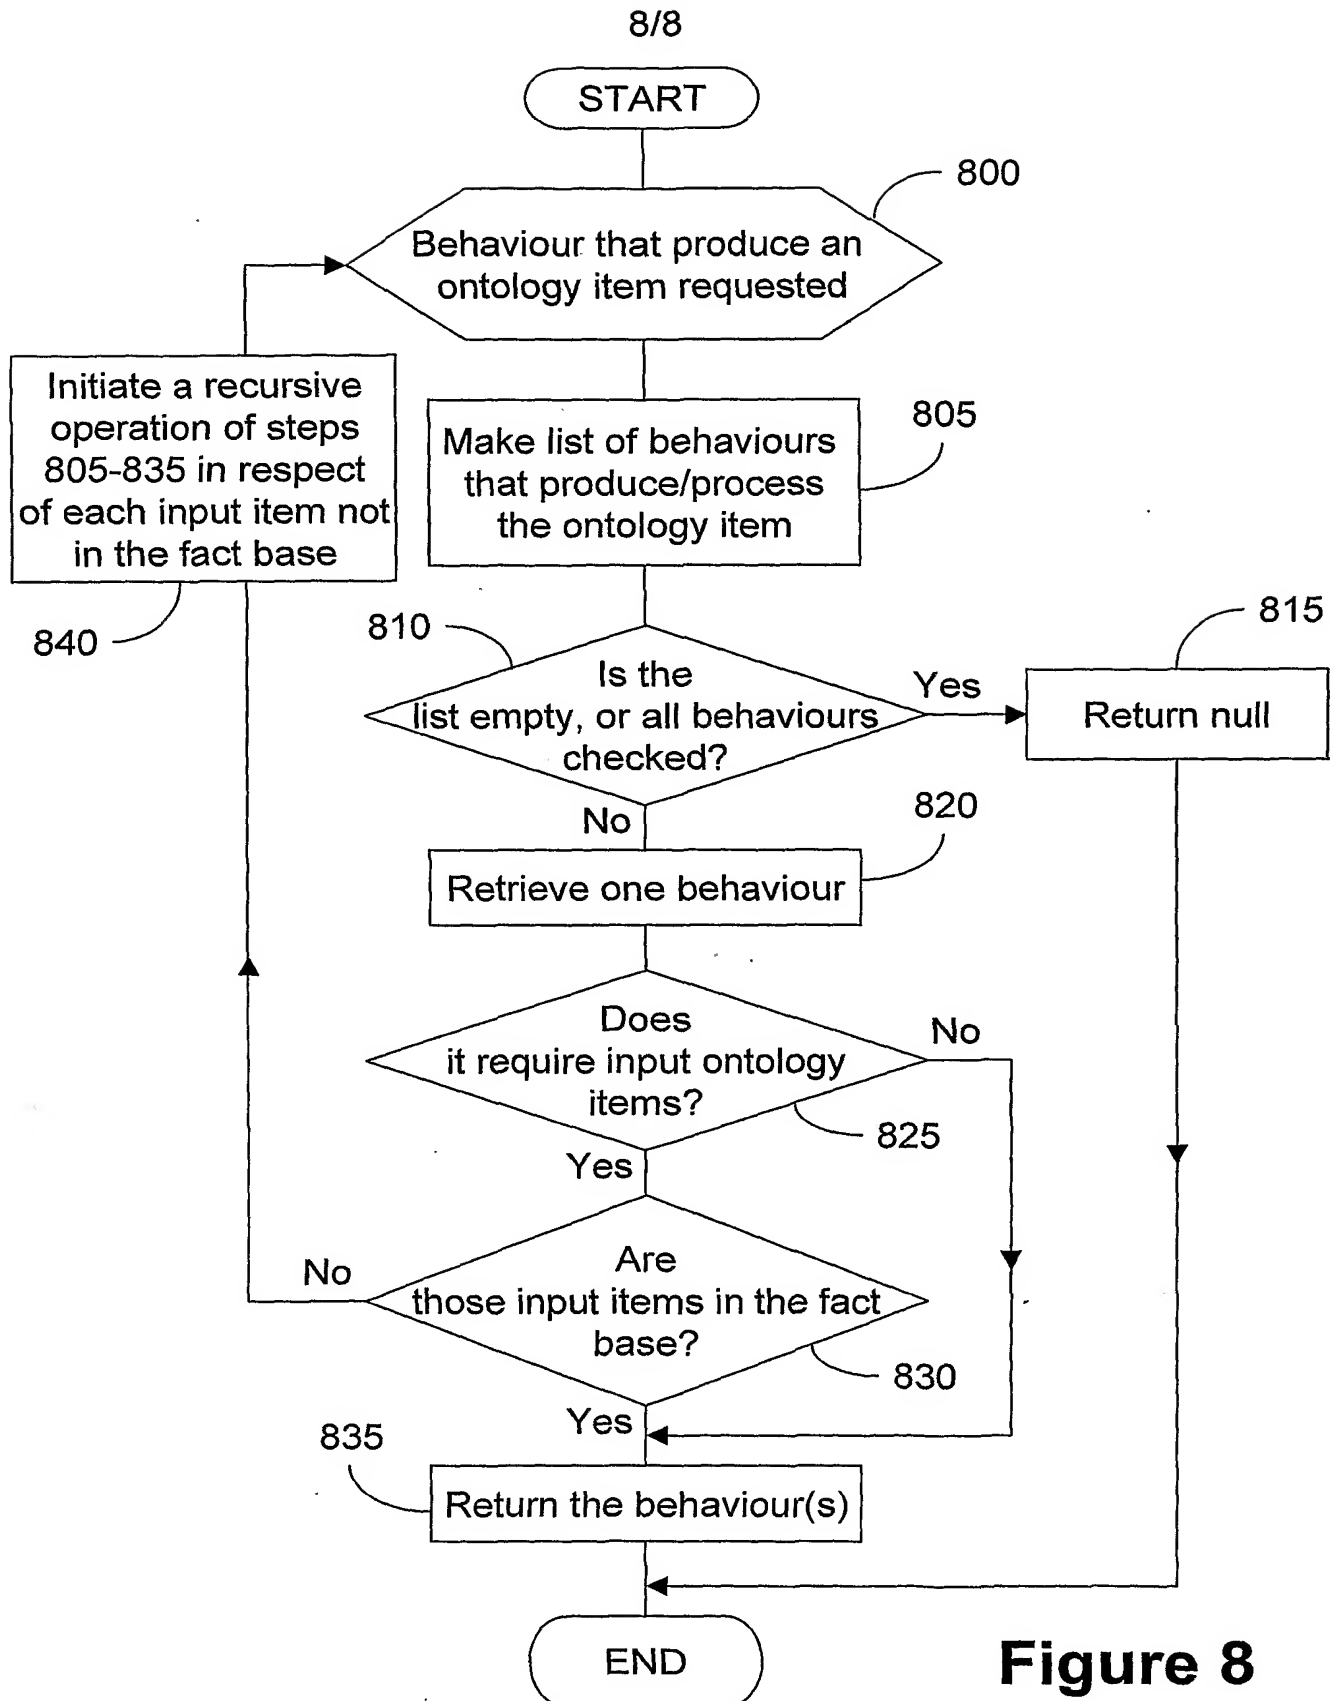 8/8
START
800
Behaviour that produce an
ontology item requested
Initiate a recursive
operation of steps
805-835 in respect
of each input item not
in the fact base
840
805
Make list of behaviours
that produce/process
the ontology item
810
Is the
list empty, or all behaviours
checked?
Yes
815
Return null
No
820
Retrieve one behaviour
Does
it require input ontology
items?
No
825
Yes
Are
those input items in the fact
base?
No
830
Yes
835
Return the behaviour(s)
END
Figure 8